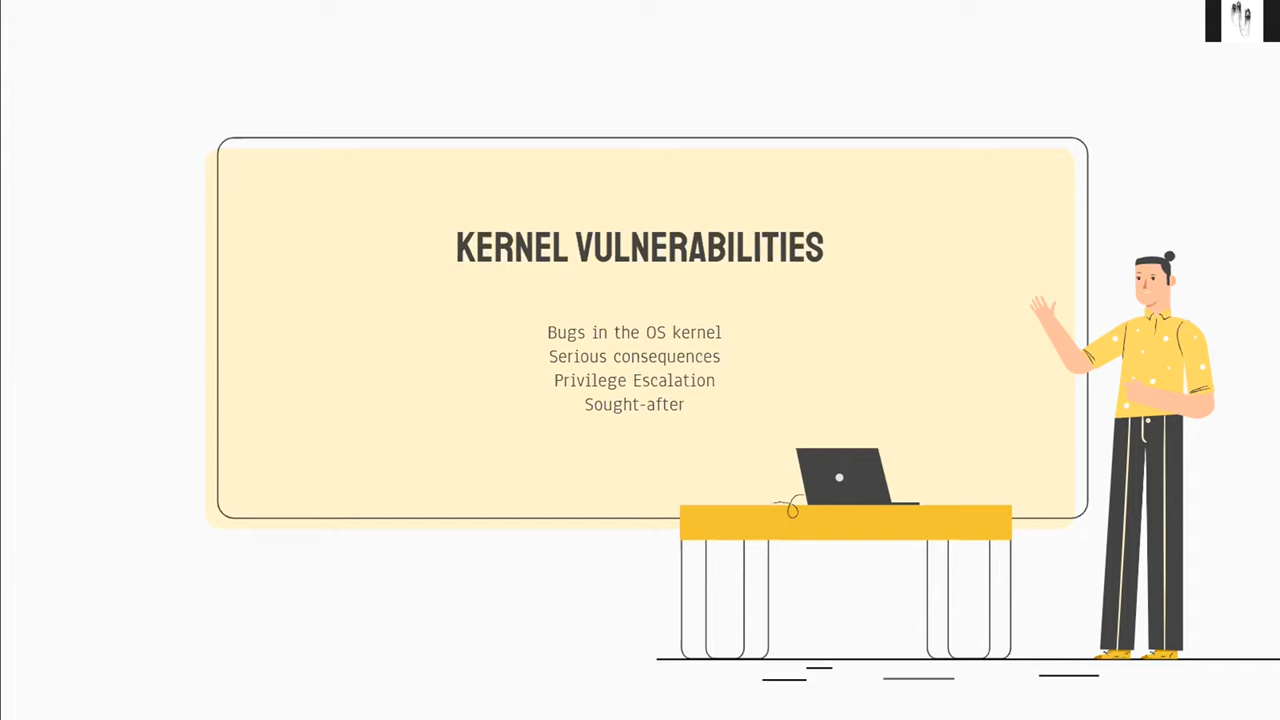 KERNEL VULNERABILITIES
Bugs in the OS kernel
Serious consequences
Privilege Escalation
Sought-after